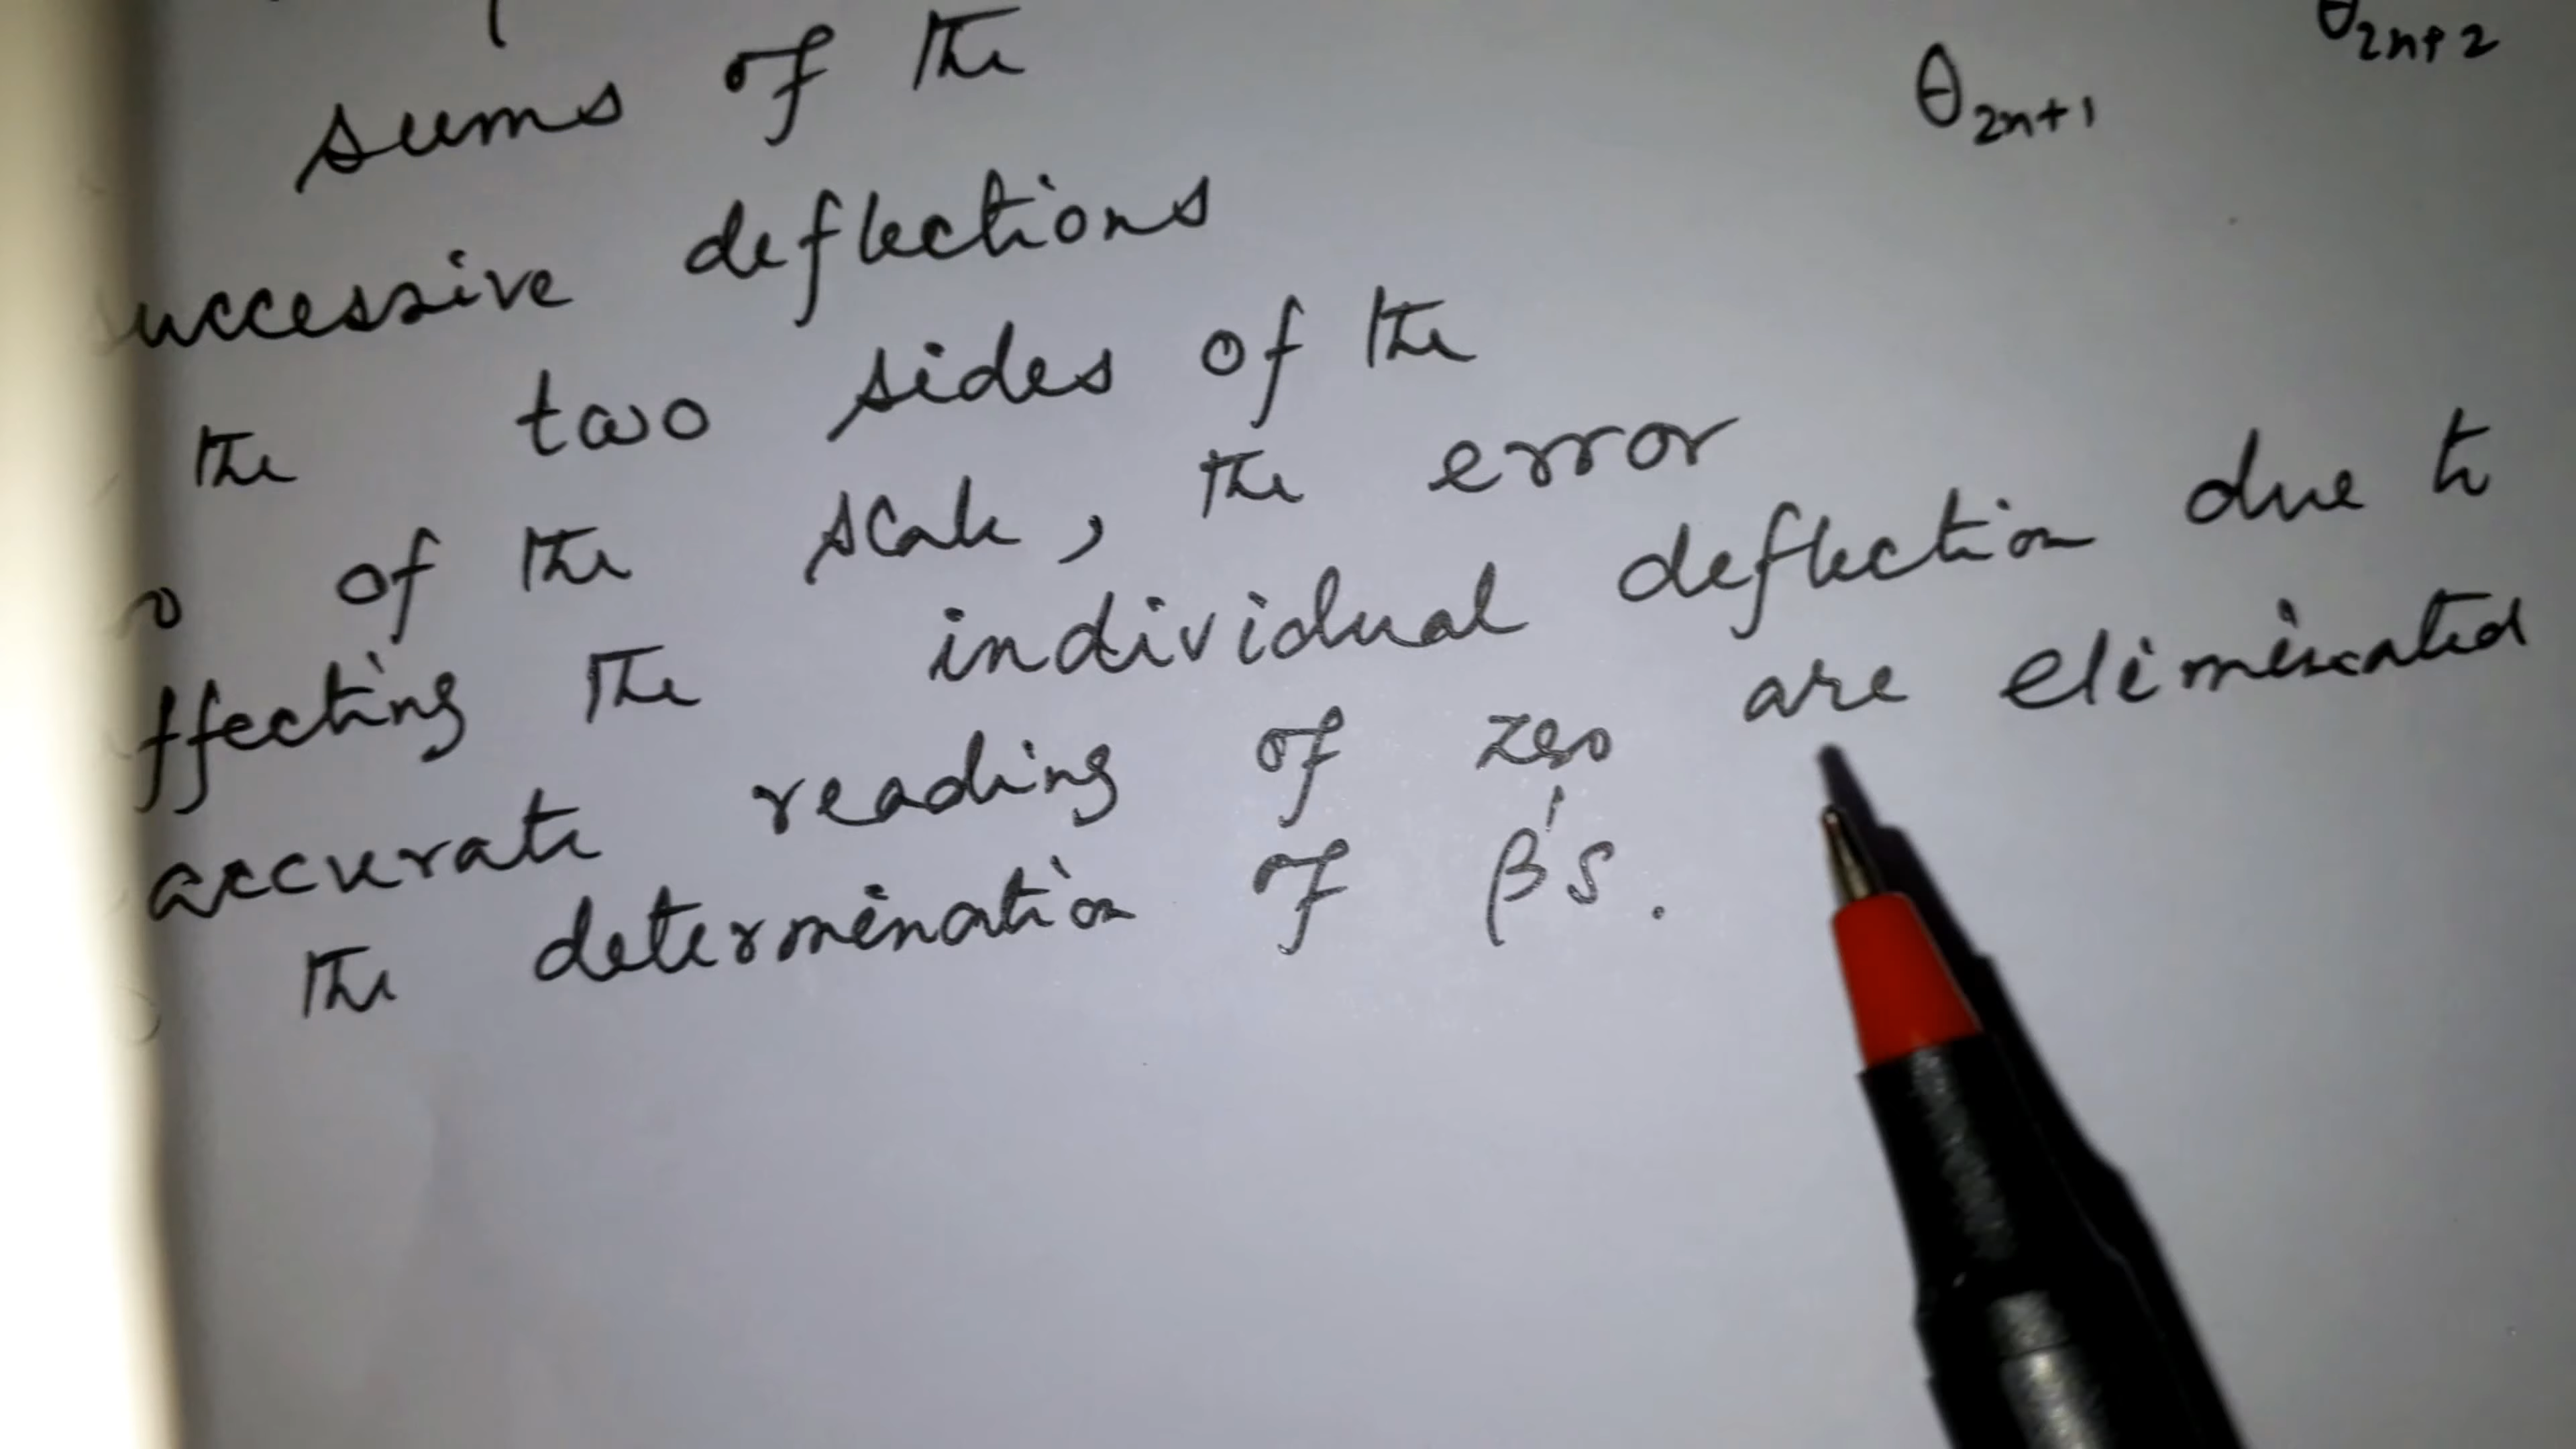 sums of the θ2n+1 θ2n+2
uccessive deflections
the two sides of the
o of the scale, the error
ffecting the individual deflection due to
accurate reading of zero are eliminated
the determination of β's.